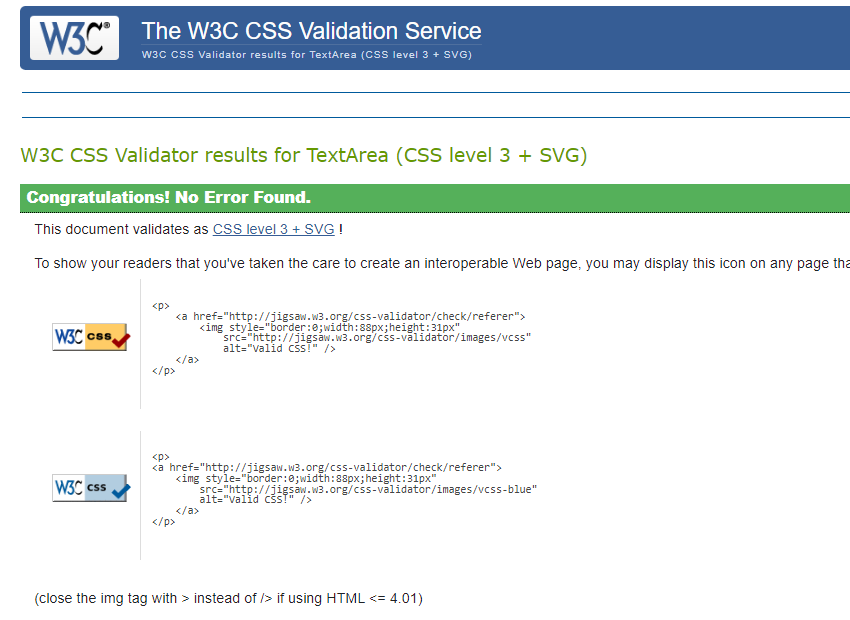 W3C®
The W3C CSS Validation Service
W3C CSS Validator results for TextArea (CSS level 3 + SVG)
W3C CSS Validator results for TextArea (CSS level 3 + SVG)
Congratulations! No Error Found.
This document validates as CSS level 3 + SVG !
To show your readers that you've taken the care to create an interoperable Web page, you may display this icon on any page tha
W3C css
<p>
<a href="http://jigsaw.w3.org/css-validator/check/referer">
<img style="border:0;width:88px;height:31px"
src="http://jigsaw.w3.org/css-validator/images/vcss"
alt="Valid CSS!" />
</a>
</p>
W3C css
<p>
<a href="http://jigsaw.w3.org/css-validator/check/referer">
<img style="border:0;width:88px;height:31px"
src="http://jigsaw.w3.org/css-validator/images/vcss-blue"
alt="Valid CSS!" />
</a>
</p>
(close the img tag with > instead of /> if using HTML <= 4.01)